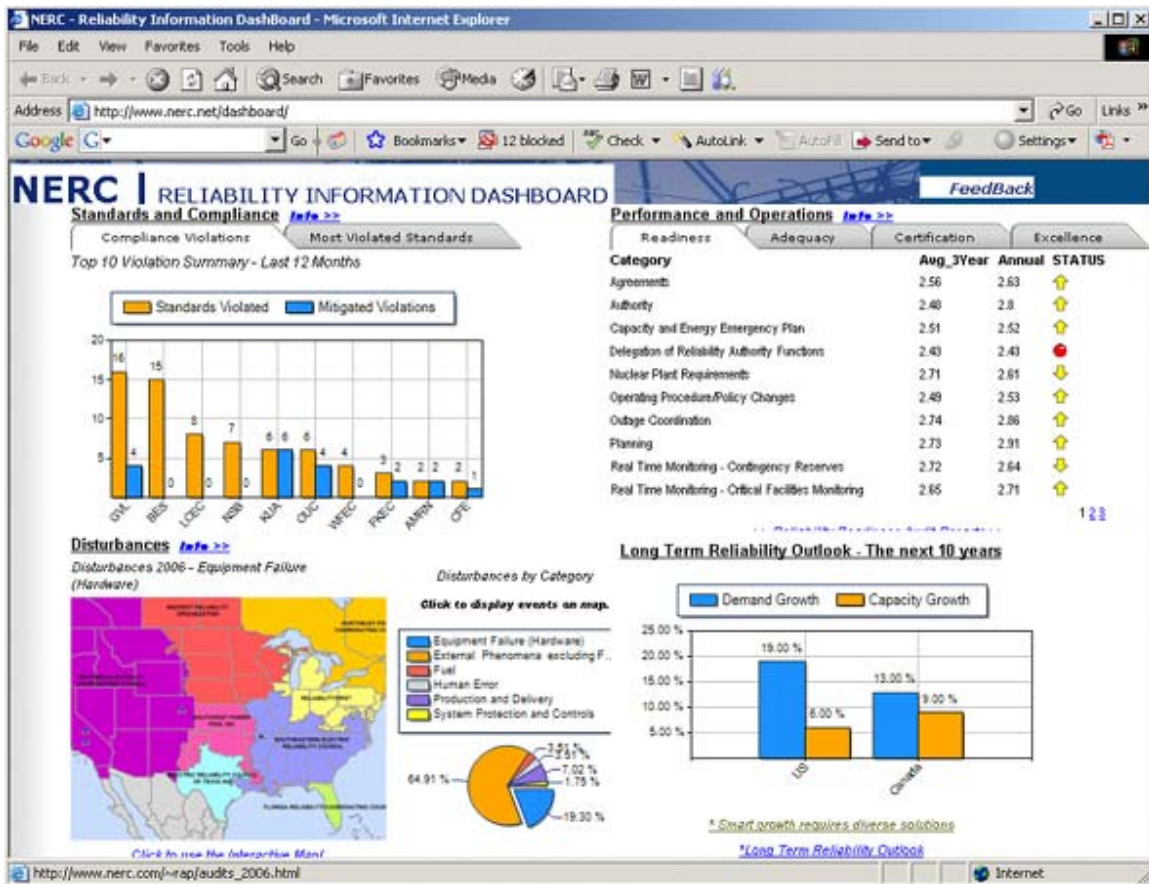 NERC - Reliability Information DashBoard - Microsoft Internet Explorer
File Edit View Favorites Tools Help
Back Search Favorites Media
Address http://www.nerc.net/dashboard/ Go Links »
Google G Go Bookmarks 12 blocked Check AutoLink AutoFill Send to Settings
NERC | RELIABILITY INFORMATION DASHBOARD FeedBack
Standards and Compliance Info >>
Compliance Violations Most Violated Standards
Top 10 Violation Summary - Last 12 Months
Standards Violated Mitigated Violations
20
15
10
5
16 4 15 0 8 0 7 0 6 6 6 4 4 0 3 2 2 2 2 1
GVL BES LCEC NSB KUA OUC WFEC FKEC AMRN CFE
Performance and Operations Info >>
Readiness Adequacy Certification Excellence
Category Avg_3Year Annual STATUS
Agreements 2.56 2.63
Authority 2.48 2.8
Capacity and Energy Emergency Plan 2.51 2.52
Delegation of Reliability Authority Functions 2.43 2.43
Nuclear Plant Requirements 2.71 2.61
Operating Procedure/Policy Changes 2.49 2.53
Outage Coordination 2.74 2.86
Planning 2.73 2.91
Real Time Monitoring - Contingency Reserves 2.72 2.64
Real Time Monitoring - Critical Facilities Monitoring 2.65 2.71
1 2 3
Disturbances Info >>
Disturbances 2006 - Equipment Failure
(Hardware)
RELIABILITY
Disturbances by Category
Click to display events on map.
Equipment Failure (Hardware)
External Phenomena excluding F...
Fuel
Human Error
Production and Delivery
System Protection and Controls
3.51 %
3.51 %
7.02 %
1.75 %
64.91 %
19.30 %
Click to use the Interactive Map!
Long Term Reliability Outlook - The next 10 years
Demand Growth Capacity Growth
25.00 %
20.00 %
15.00 %
10.00 %
5.00 %
19.00 % 6.00 % 13.00 % 9.00 %
US Canada
* Smart growth requires diverse solutions
*Long Term Reliability Outlook
http://www.nerc.com/~rap/audits_2006.html Internet